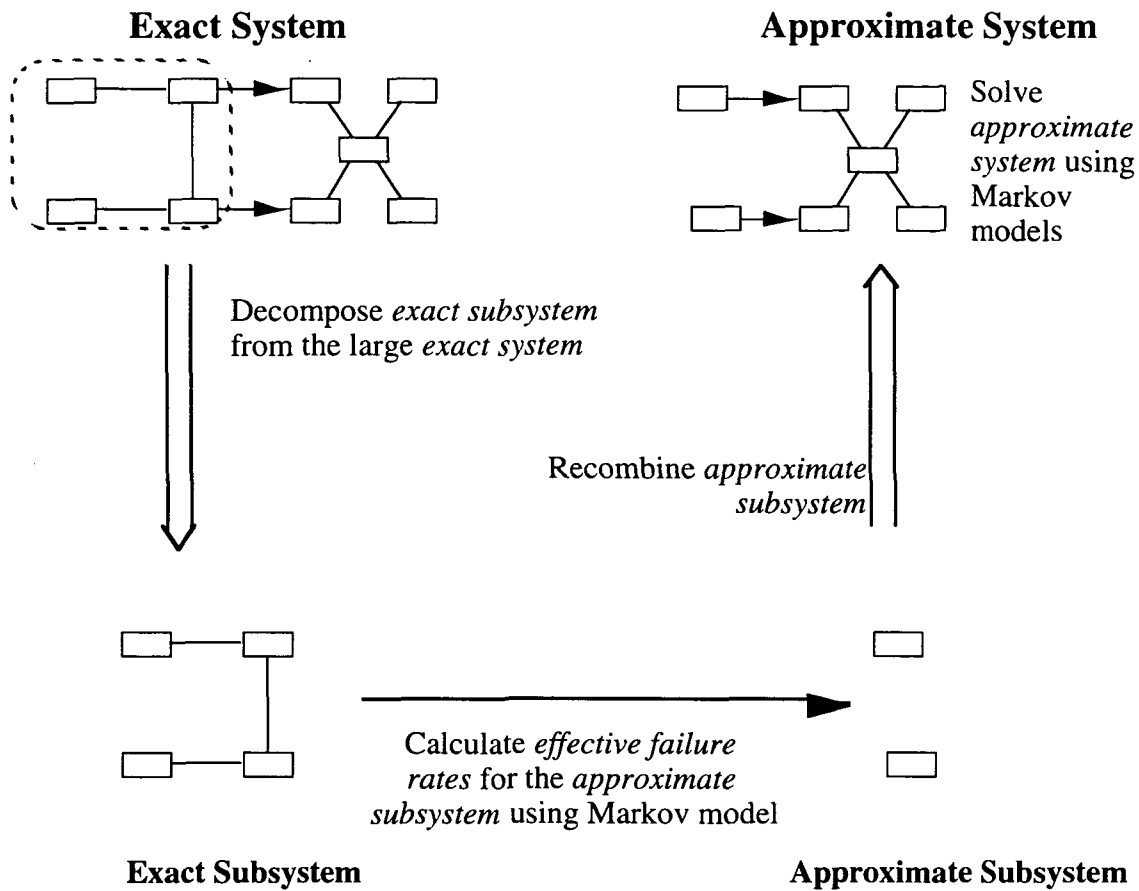 Exact System
Approximate System
Solve
approximate
system using
Markov
models
Decompose exact subsystem
from the large exact system
Recombine approximate
subsystem
Calculate effective failure
rates for the approximate
subsystem using Markov model
Exact Subsystem
Approximate Subsystem